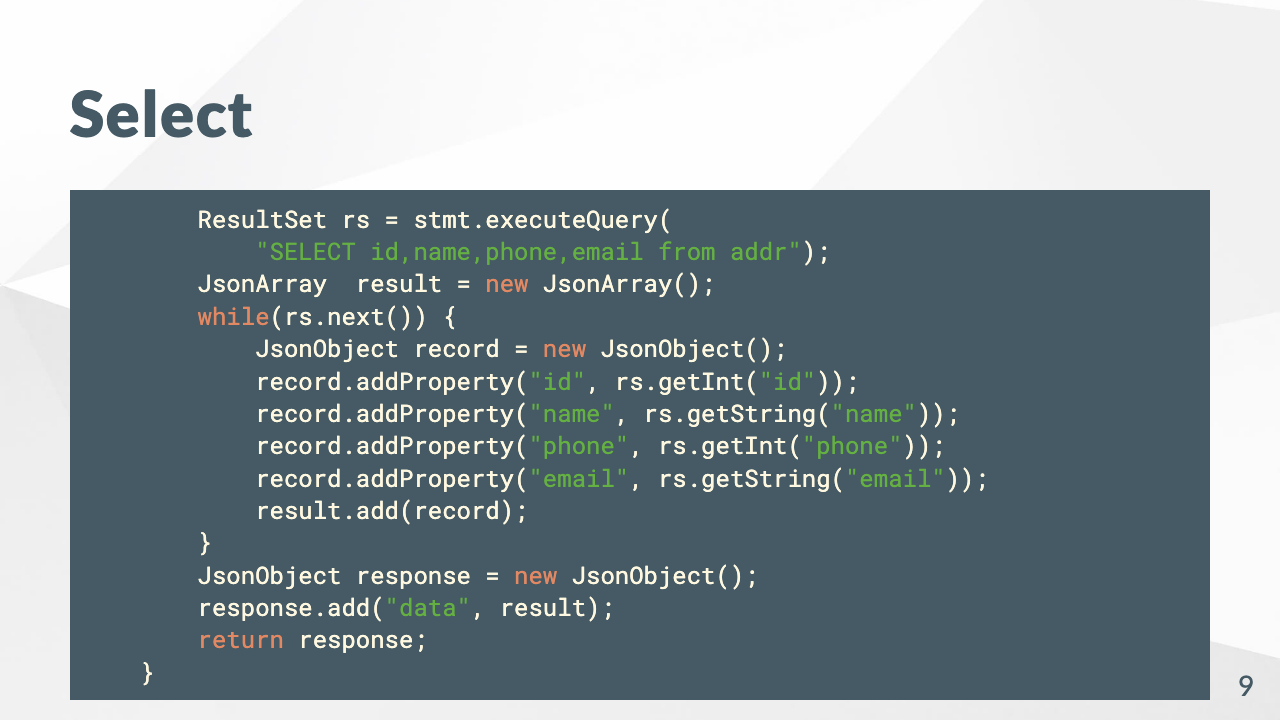 Select
        ResultSet rs = stmt.executeQuery(
            "SELECT id,name,phone,email from addr");
        JsonArray  result = new JsonArray();
        while(rs.next()) {
            JsonObject record = new JsonObject();
            record.addProperty("id", rs.getInt("id"));
            record.addProperty("name", rs.getString("name"));
            record.addProperty("phone", rs.getInt("phone"));
            record.addProperty("email", rs.getString("email"));
            result.add(record);
        }
        JsonObject response = new JsonObject();
        response.add("data", result);
        return response;
    }
9